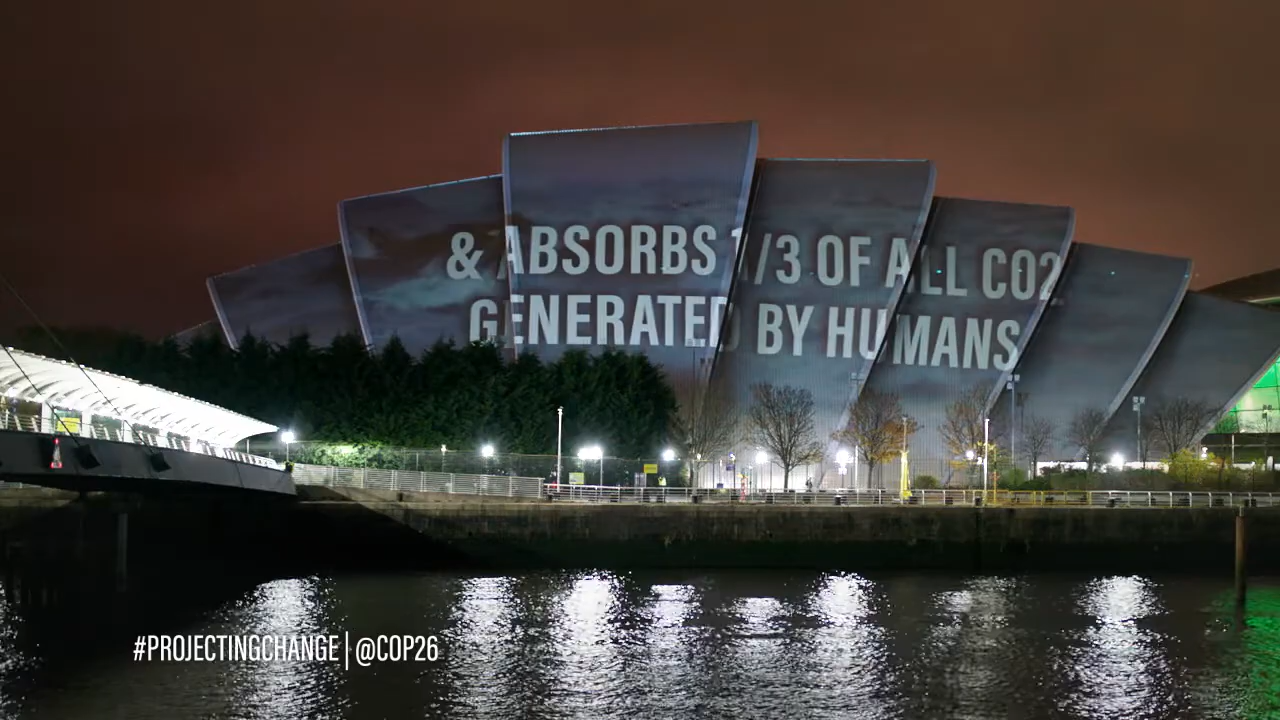 & ABSORBS 1/3 OF ALL CO2
GENERATED BY HUMANS
#PROJECTINGCHANGE | @COP26